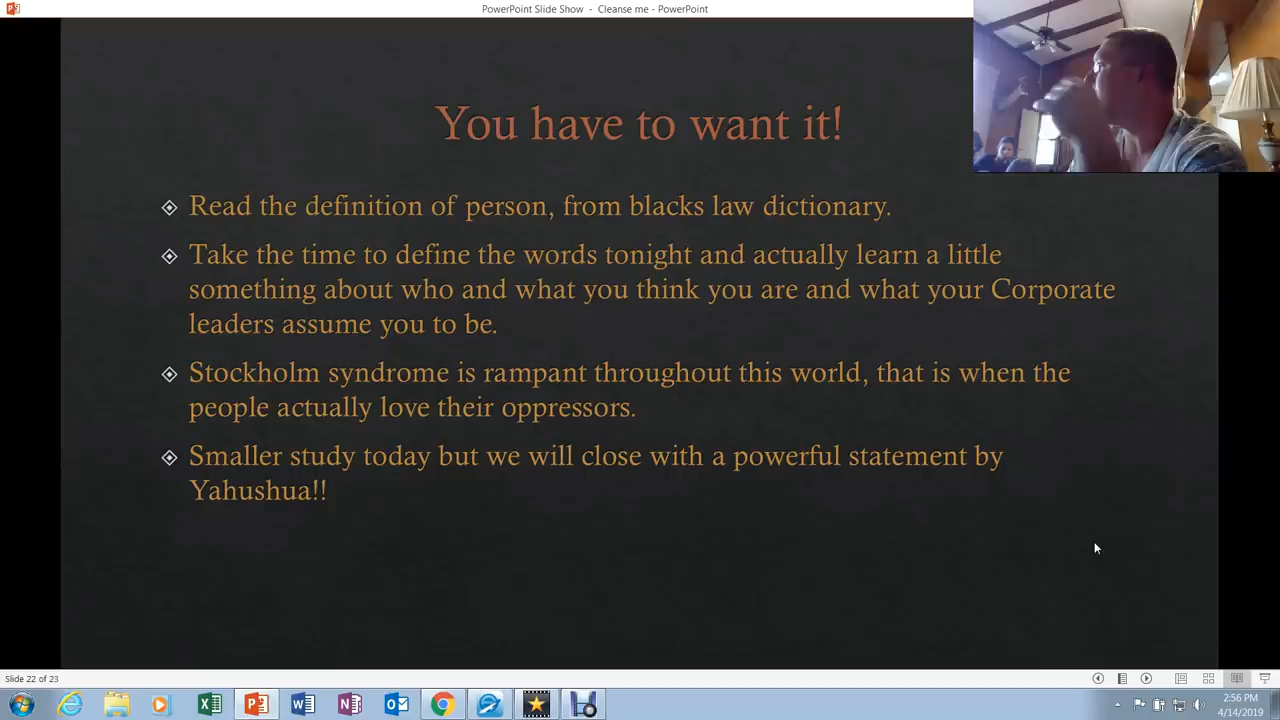 PowerPoint Slide Show - Cleanse me - PowerPoint
You have to want it!
Read the definition of person, from blacks law dictionary.
Take the time to define the words tonight and actually learn a little
something about who and what you think you are and what your Corporate
leaders assume you to be.
Stockholm syndrome is rampant throughout this world, that is when the
people actually love their oppressors.
Smaller study today but we will close with a powerful statement by
Yahushua!!
Slide 22 of 23
2:56 PM
4/14/2019